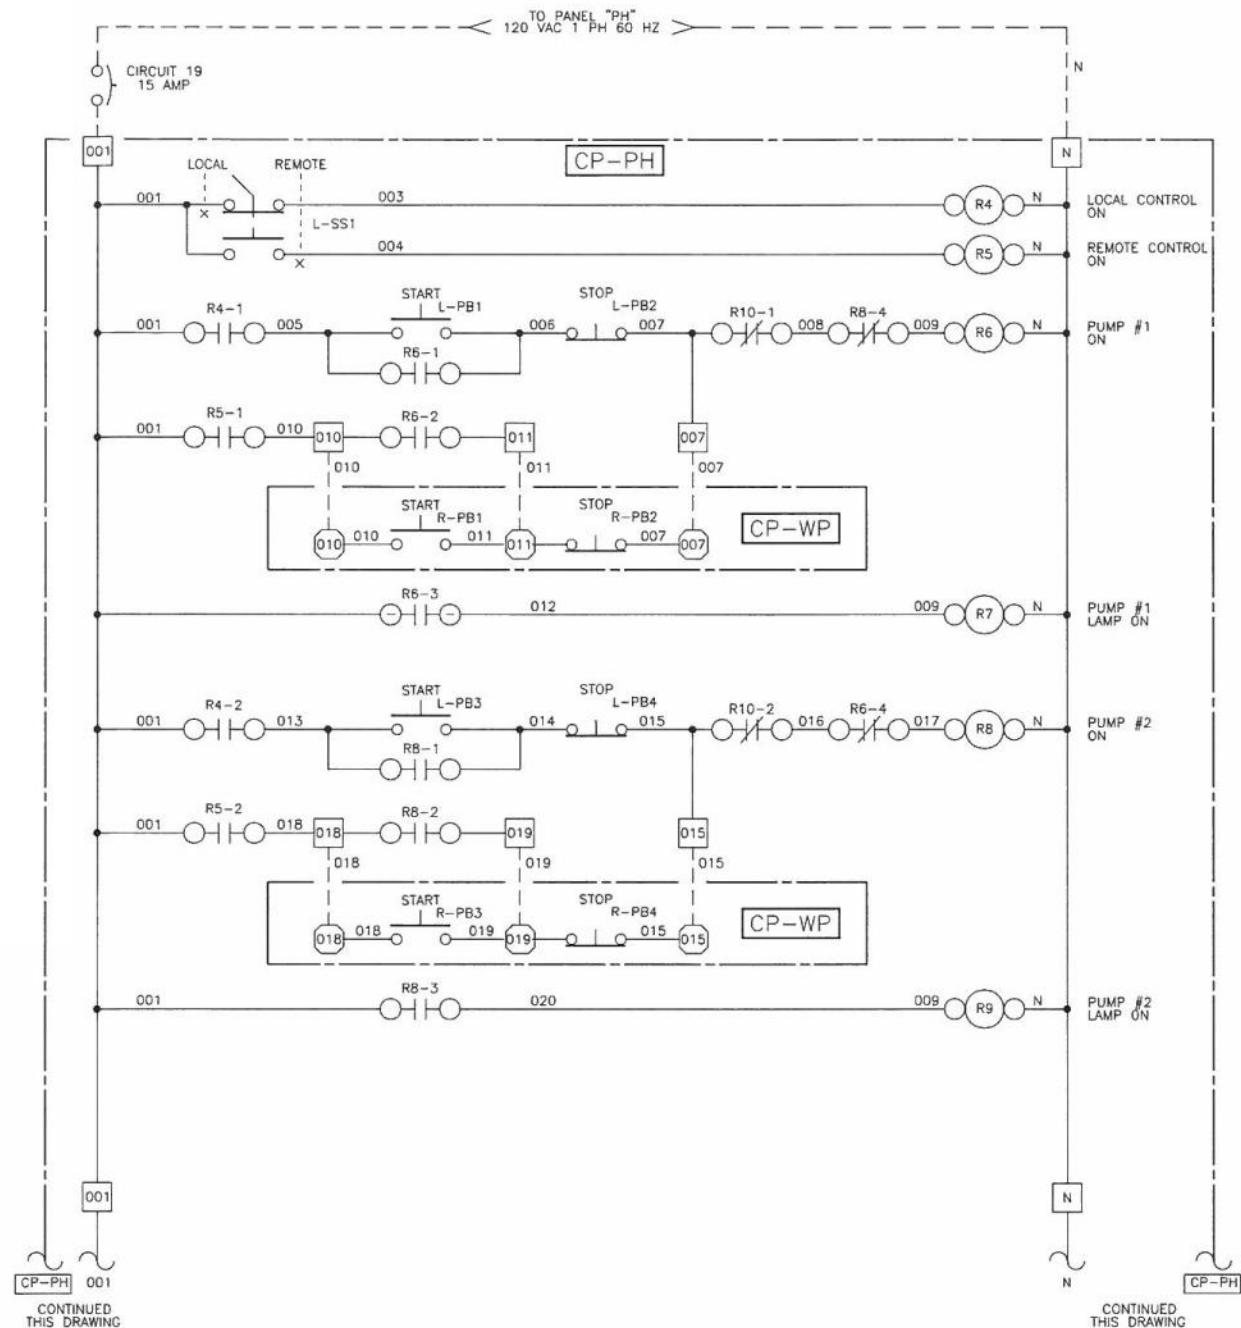 TO PANEL "PH"
120 VAC 1 PH 60 HZ
N
CIRCUIT 19
15 AMP
001
CP-PH
N
LOCAL REMOTE
001 003 R4 N LOCAL CONTROL
ON
L-SS1
004 R5 N REMOTE CONTROL
ON
X
X
START STOP
R4-1 L-PB1 L-PB2 R10-1 R8-4
001 005 006 007 008 009 R6 N PUMP #1
ON
R6-1
R5-1 R6-2
001 010 010 011 007
010 011 007
START STOP
R-PB1 R-PB2 CP-WP
010 010 011 011 007 007
R6-3
012 009 R7 N PUMP #1
LAMP ON
START STOP
R4-2 L-PB3 L-PB4 R10-2 R6-4
001 013 014 015 016 017 R8 N PUMP #2
ON
R8-1
R5-2 R8-2
001 018 018 019 015
018 019 015
START STOP
R-PB3 R-PB4 CP-WP
018 018 019 019 015 015
R8-3
001 020 009 R9 N PUMP #2
LAMP ON
001 N
CP-PH 001 N CP-PH
CONTINUED
THIS DRAWING
CONTINUED
THIS DRAWING